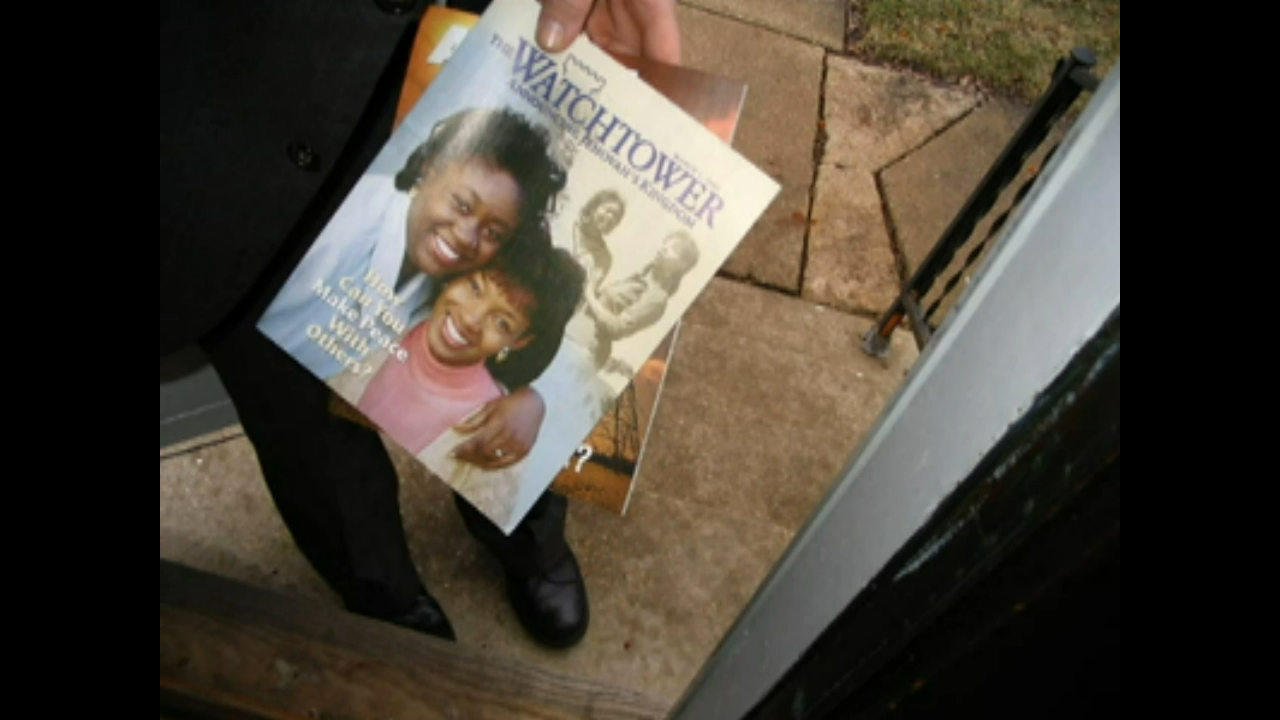 THE
WATCHTOWER
ANNOUNCING JEHOVAH'S KINGDOM
How
Can You
Make Peace
With
Others?
?